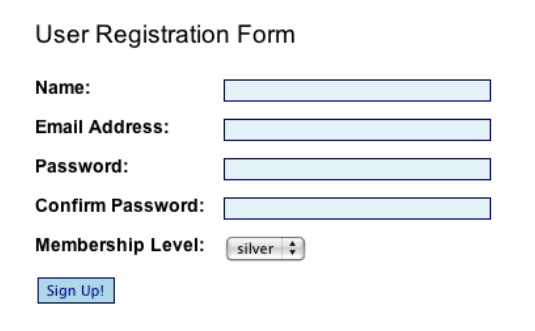 User Registration Form
Name:
Email Address:
Password:
Confirm Password:
Membership Level: silver
Sign Up!